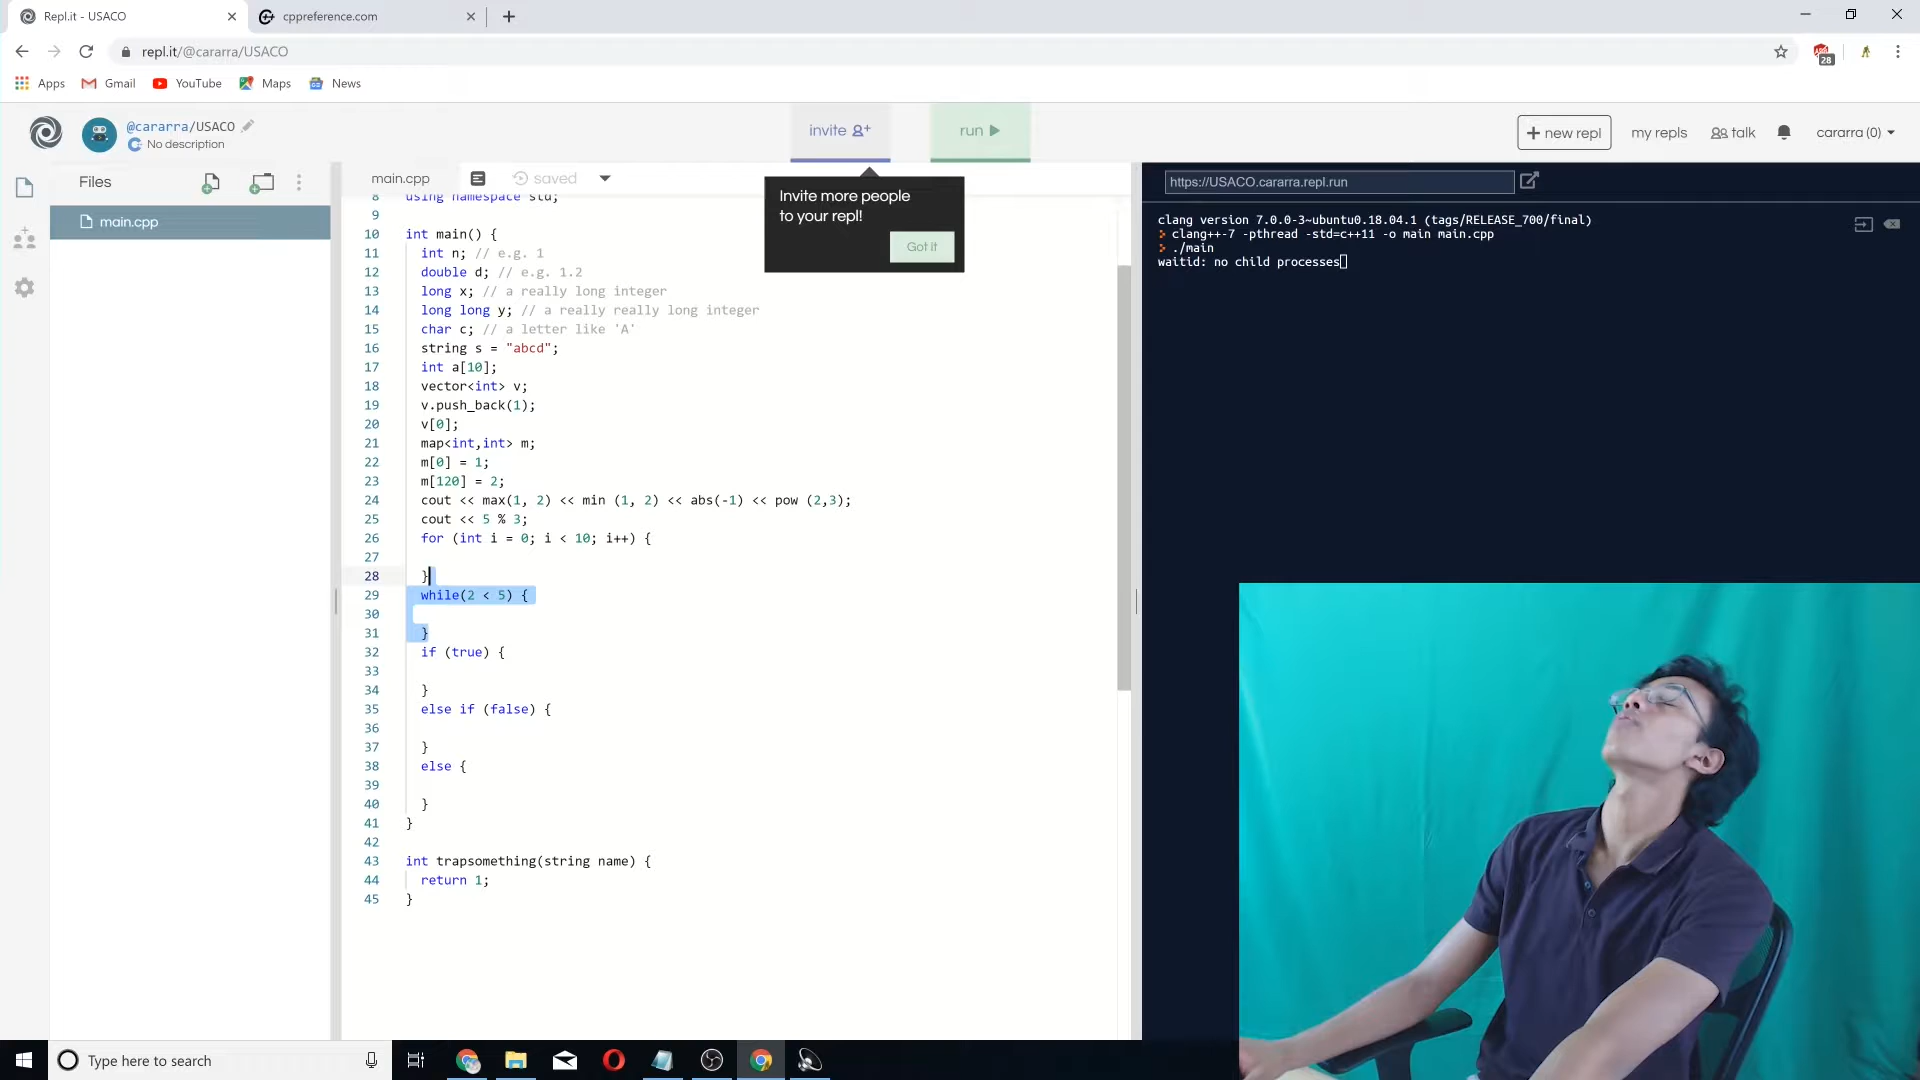 Repl.it - USACO
cppreference.com
repl.it/@cararra/USACO
28
Apps
Gmail
YouTube
Maps
News
@cararra/USACO
No description
invite
run
new repl
my repls
talk
cararra (0)
Files
main.cpp
main.cpp
saved
Invite more people
to your repl!
Got it
8 using namespace std;
9
10 int main() {
11 int n; // e.g. 1
12 double d; // e.g. 1.2
13 long x; // a really long integer
14 long long y; // a really really long integer
15 char c; // a letter like 'A'
16 string s = "abcd";
17 int a[10];
18 vector<int> v;
19 v.push_back(1);
20 v[0];
21 map<int,int> m;
22 m[0] = 1;
23 m[120] = 2;
24 cout << max(1, 2) << min (1, 2) << abs(-1) << pow (2,3);
25 cout << 5 % 3;
26 for (int i = 0; i < 10; i++) {
27
28 }
29 while(2 < 5) {
30
31 }
32 if (true) {
33
34 }
35 else if (false) {
36
37 }
38 else {
39
40 }
41 }
42
43 int trapsomething(string name) {
44 return 1;
45 }
https://USACO.cararra.repl.run
clang version 7.0.0-3~ubuntu0.18.04.1 (tags/RELEASE_700/final)
clang++-7 -pthread -std=c++11 -o main main.cpp
./main
waitid: no child processes
Type here to search